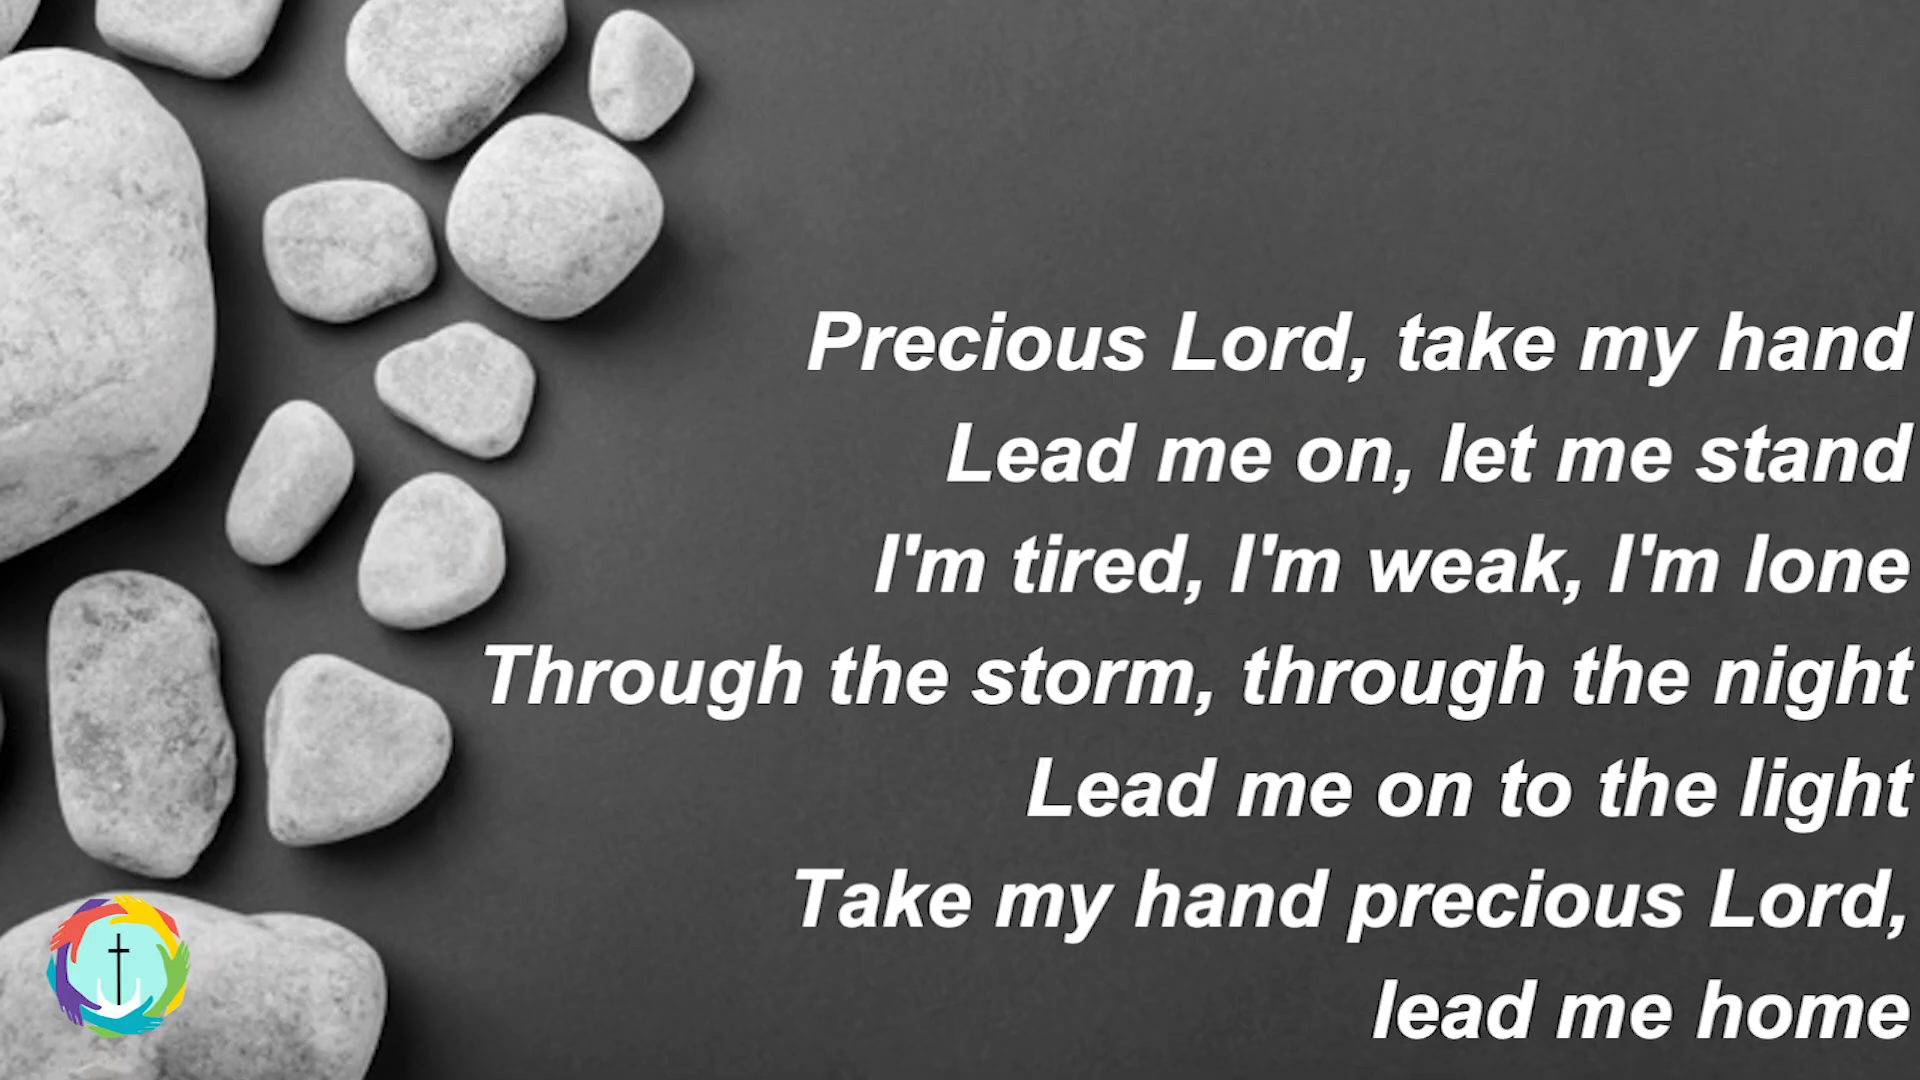 Precious Lord, take my hand
Lead me on, let me stand
I'm tired, I'm weak, I'm lone
Through the storm, through the night
Lead me on to the light
Take my hand precious Lord,
lead me home